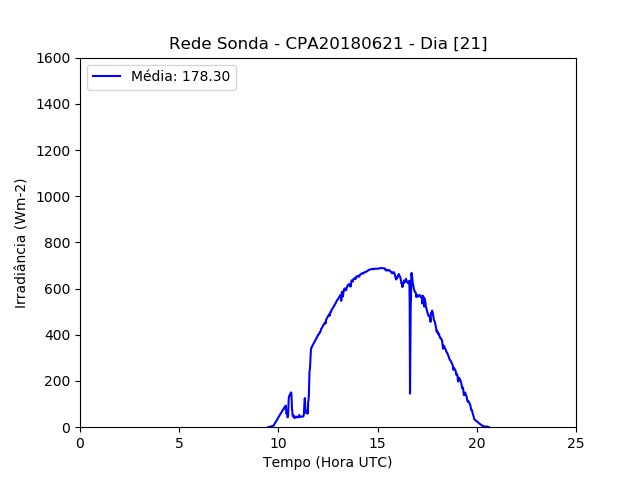 Rede Sonda - CPA20180621 - Dia [21]
Média: 178.30
1600
1400
1200
1000
800
600
400
200
0
Irradiância (Wm-2)
0 5 10 15 20 25
Tempo (Hora UTC)